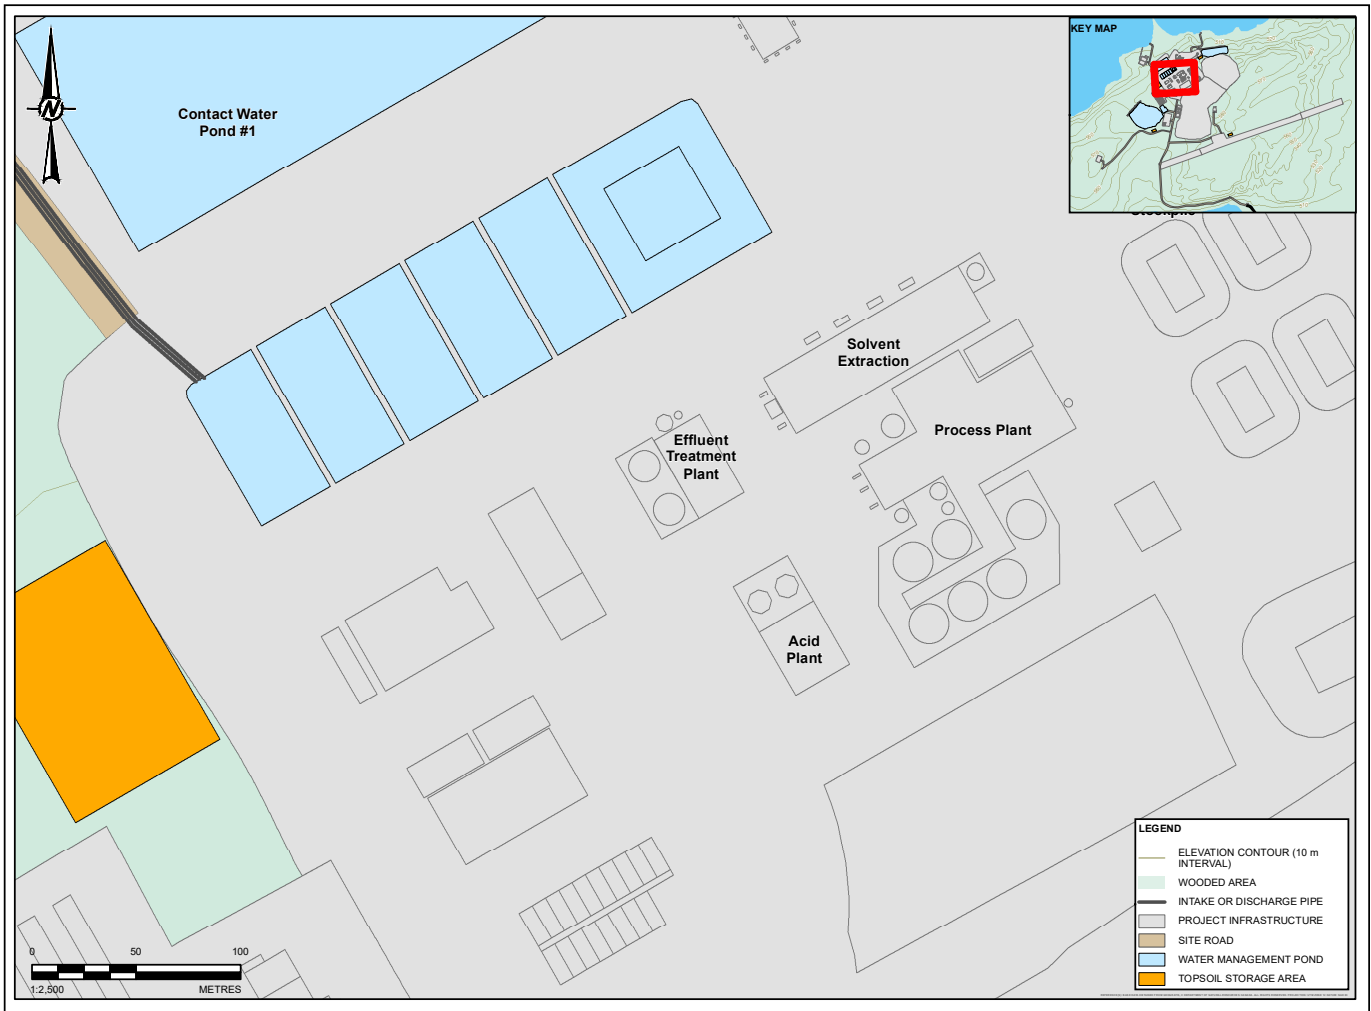 KEY MAP
N
Contact Water
Pond #1
Solvent
Extraction
Process Plant
Effluent
Treatment
Plant
Acid
Plant
LEGEND
ELEVATION CONTOUR (10 m
INTERVAL)
WOODED AREA
INTAKE OR DISCHARGE PIPE
PROJECT INFRASTRUCTURE
SITE ROAD
WATER MANAGEMENT POND
TOPSOIL STORAGE AREA
0 50 100
1:2,500 METRES